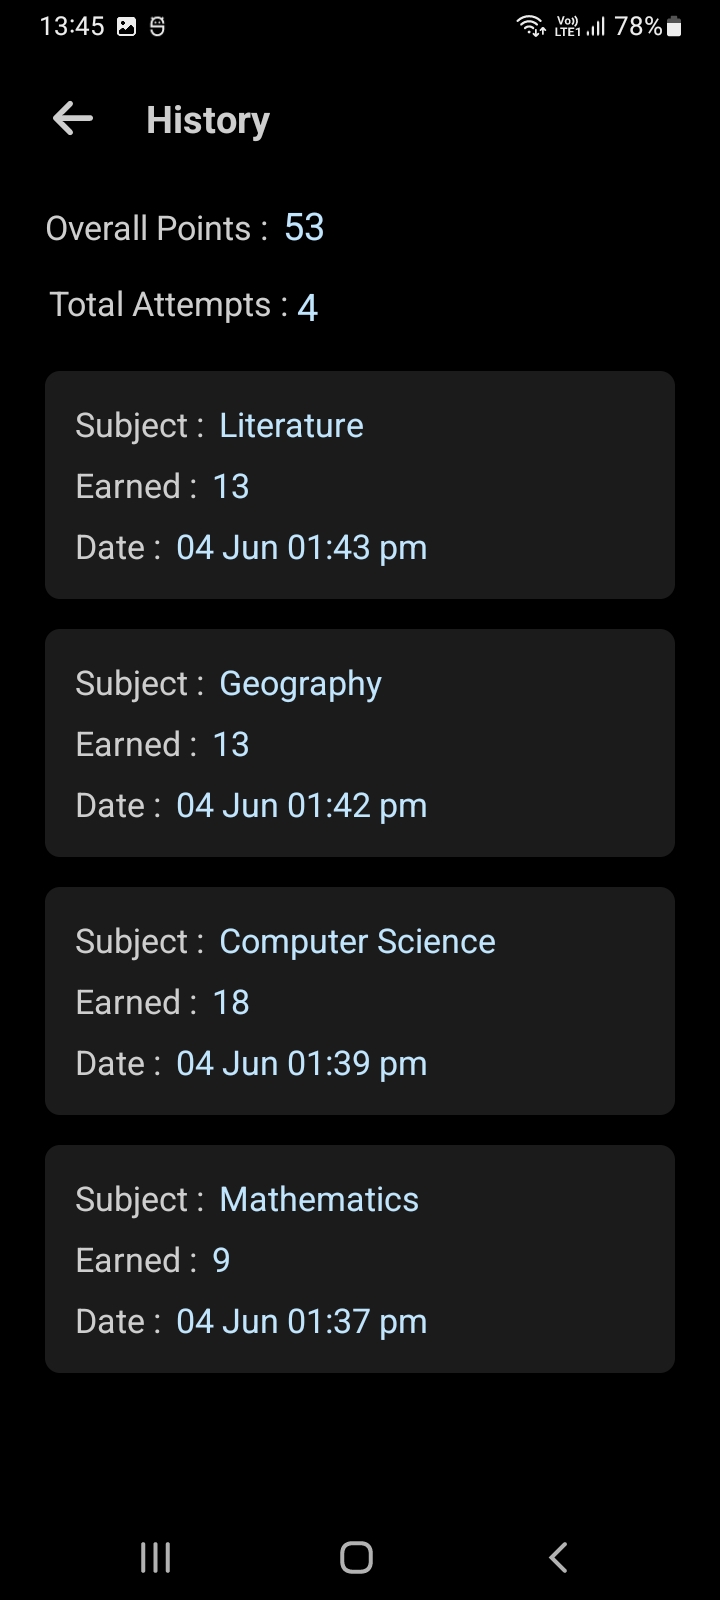 13:45 Vo)) LTE1 78%
History
Overall Points : 53
Total Attempts : 4
Subject : Literature
Earned : 13
Date : 04 Jun 01:43 pm
Subject : Geography
Earned : 13
Date : 04 Jun 01:42 pm
Subject : Computer Science
Earned : 18
Date : 04 Jun 01:39 pm
Subject : Mathematics
Earned : 9
Date : 04 Jun 01:37 pm